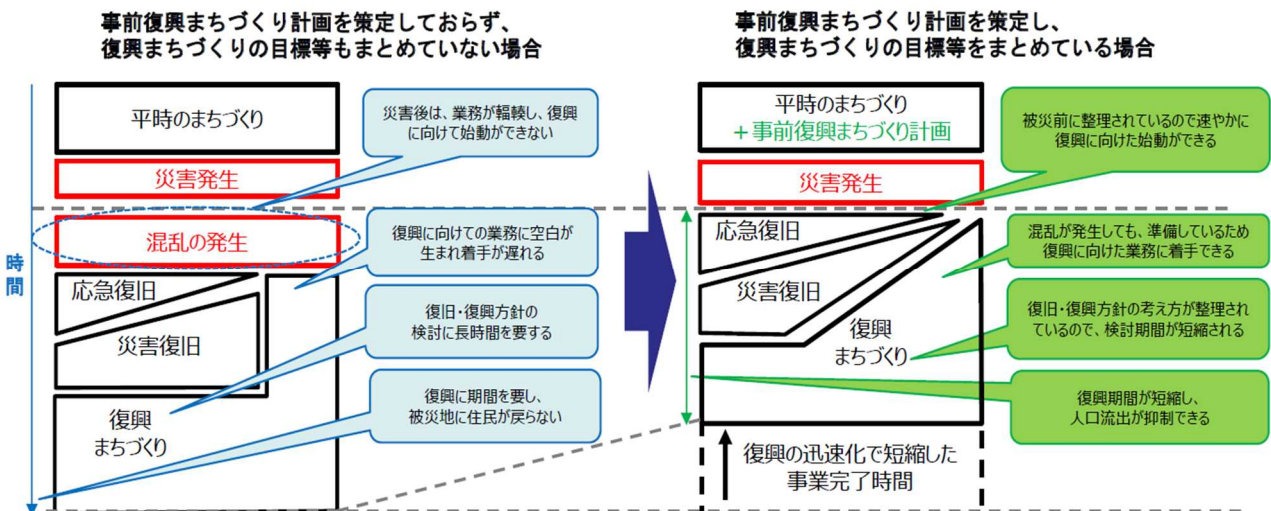 事前復興まちづくり計画を策定しておらず、
復興まちづくりの目標等もまとめていない場合
時間
平時のまちづくり
災害発生
混乱の発生
応急復旧
災害復旧
復興
まちづくり
災害後は、業務が輻輳し、復興
に向けて始動ができない
復興に向けての業務に空白が
生まれ着手が遅れる
復旧・復興方針の
検討に長時間を要する
復興に期間を要し、
被災地に住民が戻らない
事前復興まちづくり計画を策定し、
復興まちづくりの目標等をまとめている場合
平時のまちづくり
+事前復興まちづくり計画
災害発生
応急復旧
災害復旧
復興
まちづくり
復興の迅速化で短縮した
事業完了時間
被災前に整理されているので速やかに
復興に向けた始動ができる
混乱が発生しても、準備しているため
復興に向けた業務に着手できる
復旧・復興方針の考え方が整理され
ているので、検討期間が短縮される
復興期間が短縮し、
人口流出が抑制できる